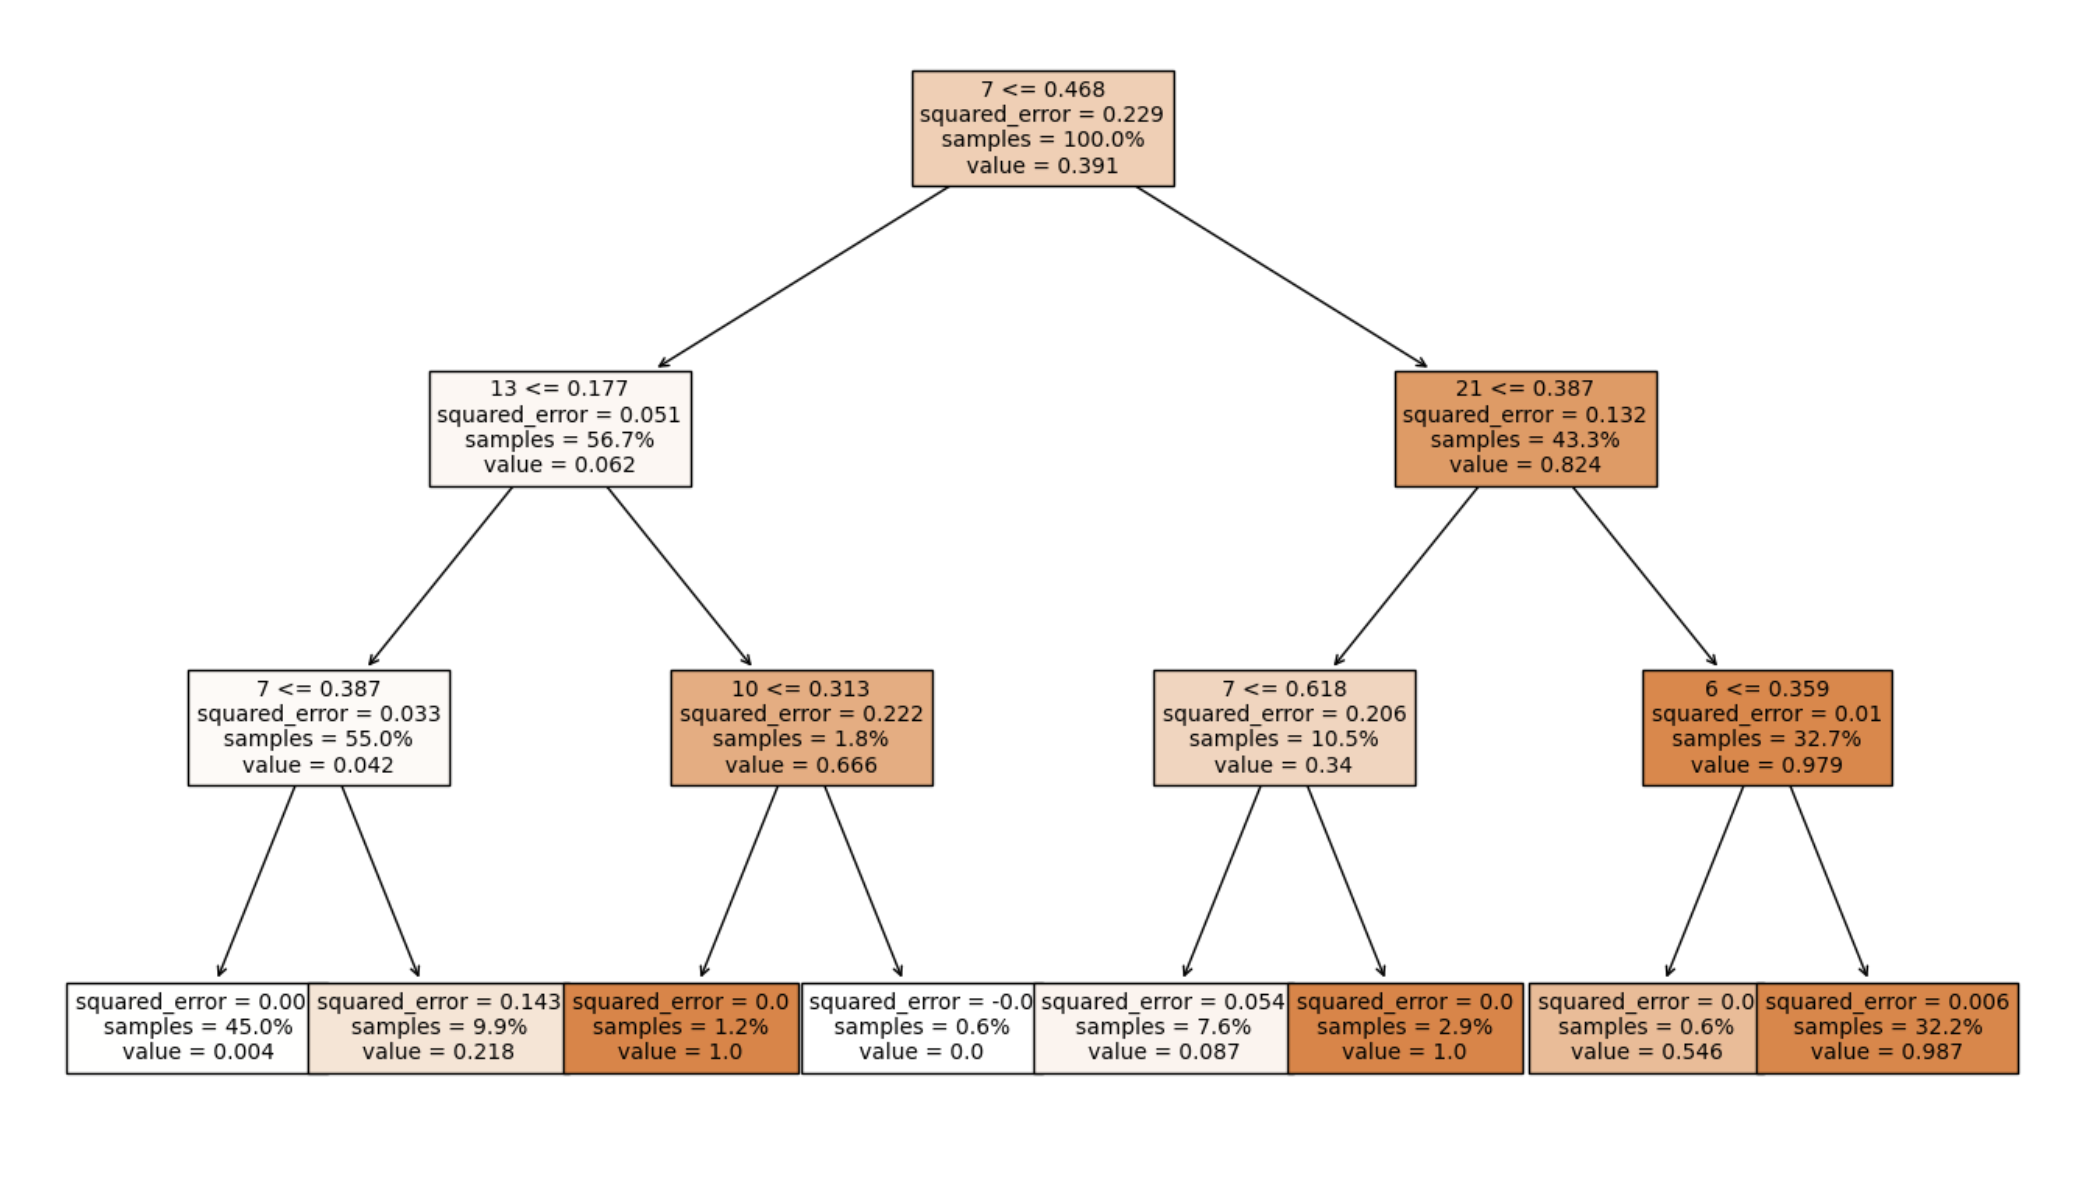 7 <= 0.468
squared_error = 0.229
samples = 100.0%
value = 0.391
13 <= 0.177
squared_error = 0.051
samples = 56.7%
value = 0.062
21 <= 0.387
squared_error = 0.132
samples = 43.3%
value = 0.824
7 <= 0.387
squared_error = 0.033
samples = 55.0%
value = 0.042
10 <= 0.313
squared_error = 0.222
samples = 1.8%
value = 0.666
7 <= 0.618
squared_error = 0.206
samples = 10.5%
value = 0.34
6 <= 0.359
squared_error = 0.01
samples = 32.7%
value = 0.979
squared_error = 0.00
samples = 45.0%
value = 0.004
squared_error = 0.143
samples = 9.9%
value = 0.218
squared_error = 0.0
samples = 1.2%
value = 1.0
squared_error = -0.0
samples = 0.6%
value = 0.0
squared_error = 0.054
samples = 7.6%
value = 0.087
squared_error = 0.0
samples = 2.9%
value = 1.0
squared_error = 0.0
samples = 0.6%
value = 0.546
squared_error = 0.006
samples = 32.2%
value = 0.987